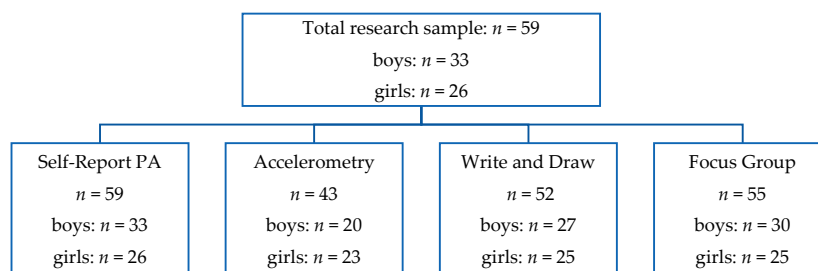 Total research sample: n = 59
boys: n = 33
girls: n = 26
Self-Report PA
n = 59
boys: n = 33
girls: n = 26
Accelerometry
n = 43
boys: n = 20
girls: n = 23
Write and Draw
n = 52
boys: n = 27
girls: n = 25
Focus Group
n = 55
boys: n = 30
girls: n = 25